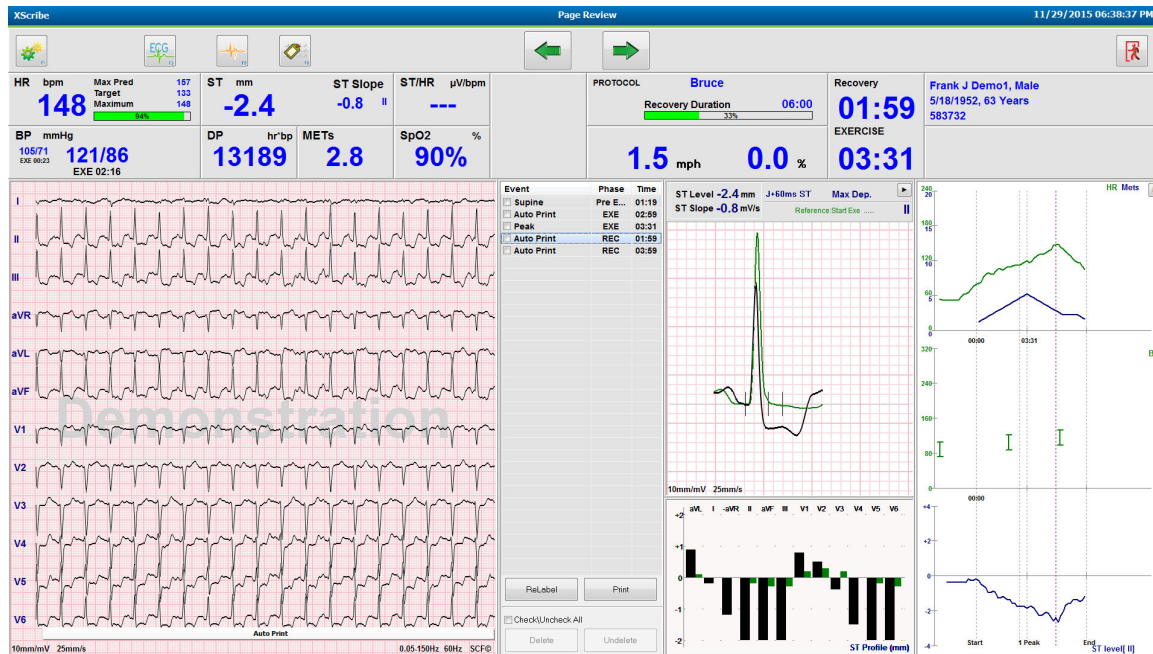 XScribe Page Review 11/29/2015 06:38:37 PM
F1 ECG F2 F3 F5
HR bpm
148
Max Pred 157
Target 133
Maximum 148
94%
ST mm
-2.4
ST Slope
-0.8 II
ST/HR µV/bpm
---
PROTOCOL Bruce
Recovery Duration 06:00
33%
Recovery
01:59
Frank J Demo1, Male
5/18/1952, 63 Years
583732
BP mmHg
105/71
EXE 00:23
121/86
EXE 02:16
DP hr*bp
13189
METs
2.8
SpO2 %
90%
1.5 mph 0.0 %
EXERCISE
03:31
I
II
III
aVR
aVL
aVF
V1
V2
V3
V4
V5
V6
Demonstration
Auto Print
10mm/mV 25mm/s 0.05-150Hz 60Hz SCF©
Event Phase Time
Supine Pre E... 01:19
Auto Print EXE 02:59
Peak EXE 03:31
Auto Print REC 01:59
Auto Print REC 03:59
ReLabel Print
Check\Uncheck All
Delete Undelete
ST Level -2.4 mm J+60ms ST Max Dep.
ST Slope -0.8 mV/s Reference:Start Exe ..... II
10mm/mV 25mm/s
aVL I -aVR II aVF III V1 V2 V3 V4 V5 V6
+2
+1
0
-1
-2
ST Profile (mm)
HR Mets
240
20
180
15
120
10
60
5
0
0
00:00 03:31
B
320
240
160
80
0
00:00
+4
+2
0
-2
-4
Start 1 Peak End
ST level[ II]